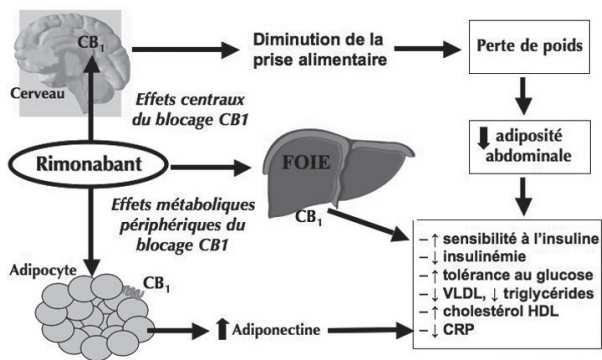 CB1
Cerveau
Diminution de la
prise alimentaire
Perte de poids
Effets centraux
du blocage CB1
⬇ adiposité
abdominale
Rimonabant
FOIE
CB1
Effets métaboliques
périphériques du
blocage CB1
Adipocyte
CB1
⬆ Adiponectine
– ↑ sensibilité à l'insuline
– ↓ insulinémie
– ↑ tolérance au glucose
– ↓ VLDL, ↓ triglycérides
– ↑ cholestérol HDL
– ↓ CRP